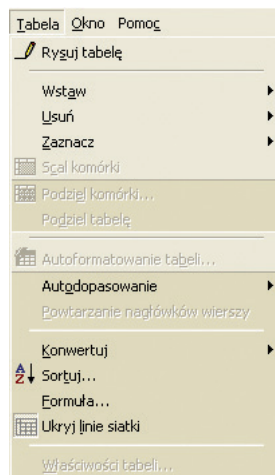 Tabela Okno Pomoc
Rysuj tabelę
Wstaw
Usuń
Zaznacz
Scal komórki
Podziel komórki...
Podziel tabelę
Autoformatowanie tabeli...
Autodopasowanie
Powtarzanie nagłówków wierszy
Konwertuj
Sortuj...
Formuła...
Ukryj linie siatki
Właściwości tabeli...